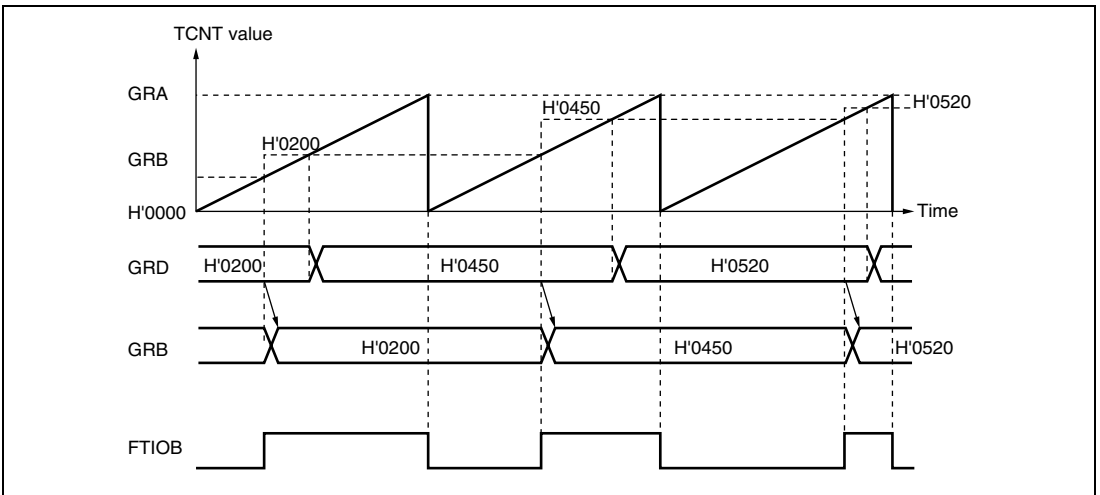 TCNT value
GRA
H'0450
H'0520
H'0200
GRB
H'0000
Time
GRD
H'0200
H'0450
H'0520
GRB
H'0200
H'0450
H'0520
FTIOB